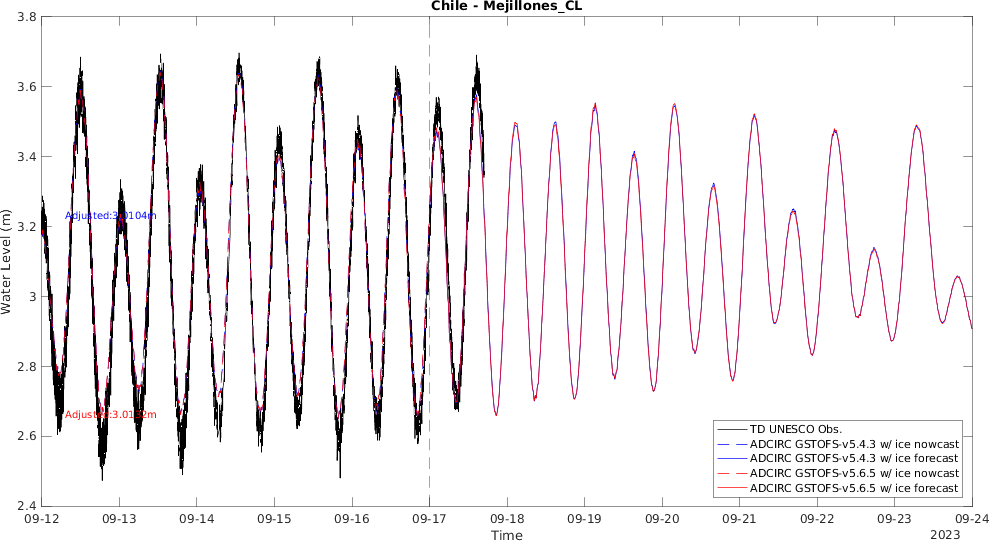 Chile - Mejillones_CL
3.8
3.6
3.4
3.2
3
2.8
2.6
2.4
Water Level (m)
Adjusted:3.0104m
Adjusted:3.0132m
TD UNESCO Obs.
ADCIRC GSTOFS-v5.4.3 w/ ice nowcast
ADCIRC GSTOFS-v5.4.3 w/ ice forecast
ADCIRC GSTOFS-v5.6.5 w/ ice nowcast
ADCIRC GSTOFS-v5.6.5 w/ ice forecast
09-12 09-13 09-14 09-15 09-16 09-17 09-18 09-19 09-20 09-21 09-22 09-23 09-24
Time
2023